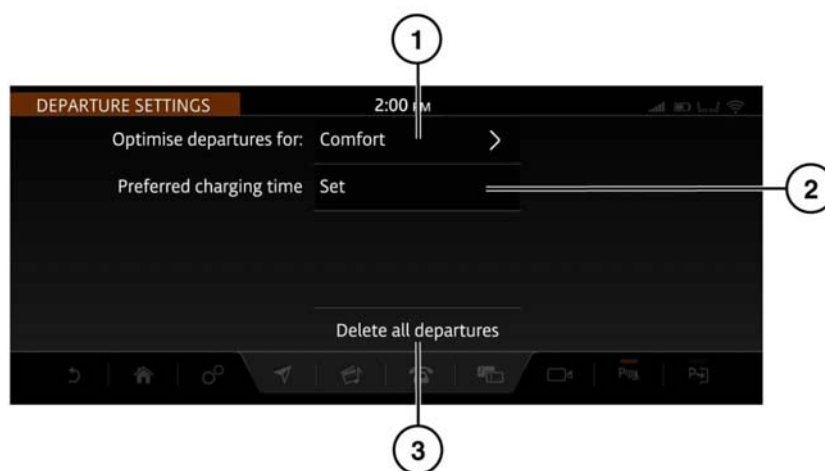 1
DEPARTURE SETTINGS 2:00 PM
Optimise departures for: Comfort
Preferred charging time Set
2
Delete all departures
3